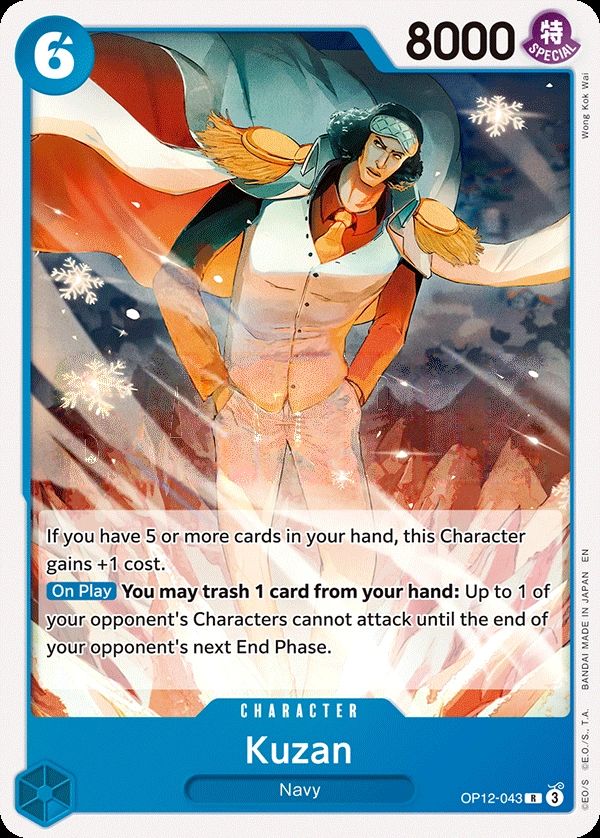 6
8000
特
SPECIAL
Wong Kok Wai
If you have 5 or more cards in your hand, this Character
gains +1 cost.
On Play You may trash 1 card from your hand: Up to 1 of
your opponent's Characters cannot attack until the end of
your opponent's next End Phase.
CHARACTER
Kuzan
Navy
OP12-043 R 3
©EO/S ©E.O./S., T.A. BANDAI MADE IN JAPAN EN